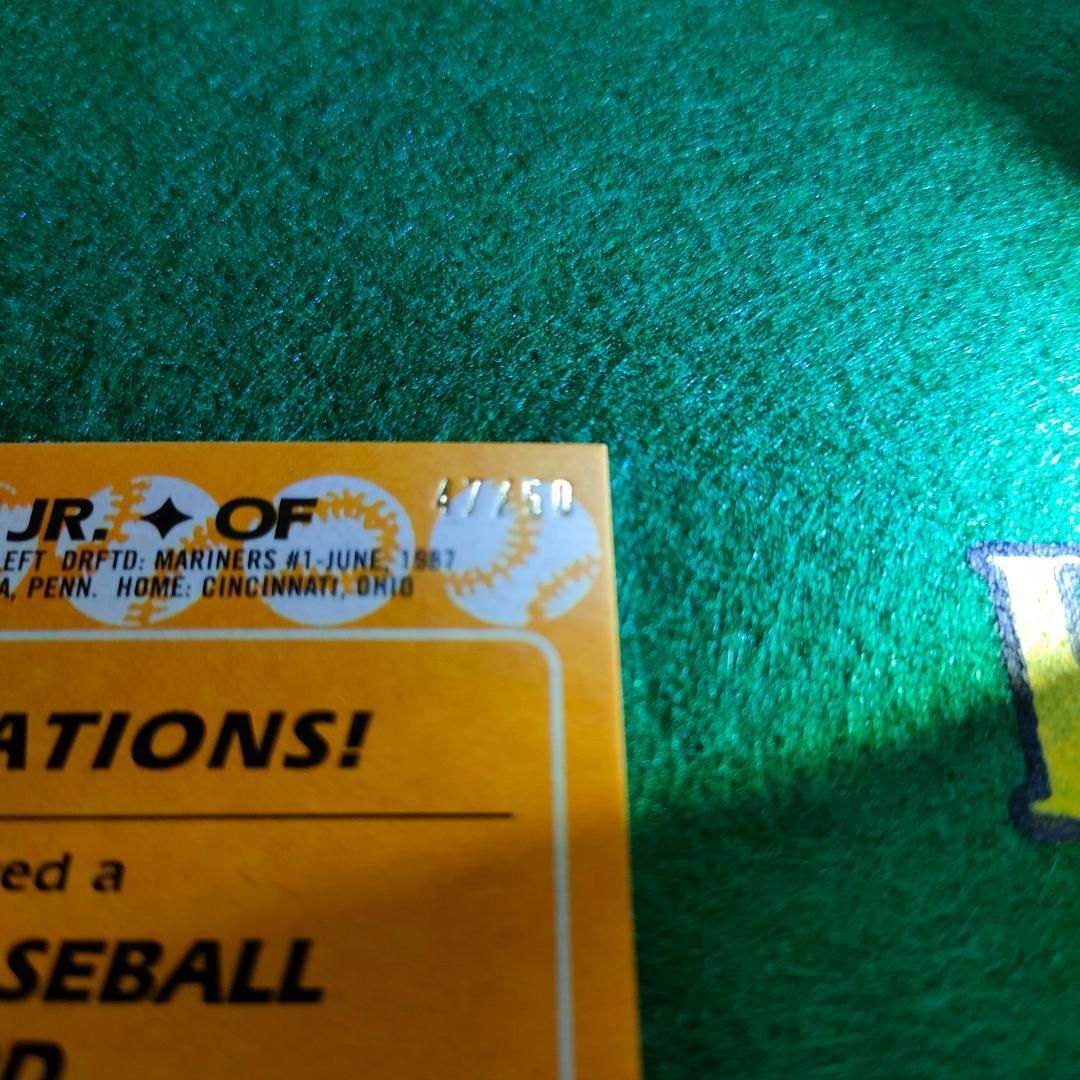 47/50
JR. ✦ OF
LEFT DRFTD: MARINERS #1-JUNE, 1987
A, PENN. HOME: CINCINNATI, OHIO
ATIONS!
ed a
SEBALL